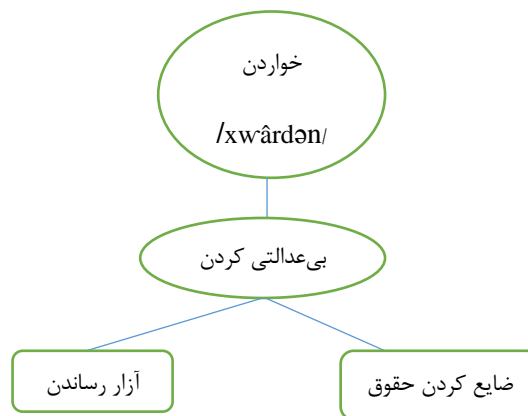 خواردن
/xwârdən/
بی‌عدالتی کردن
ضایع کردن حقوق
آزار رساندن